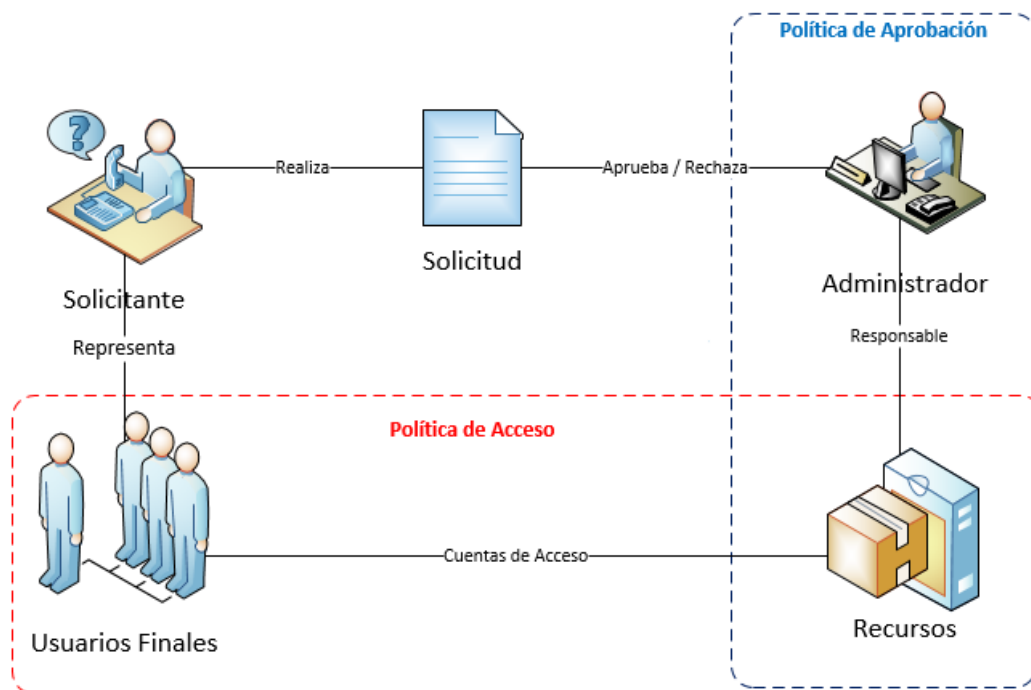 Política de Aprobación
?
Realiza
Aprueba / Rechaza
Solicitud
Administrador
Solicitante
Responsable
Representa
Política de Acceso
Cuentas de Acceso
Recursos
Usuarios Finales